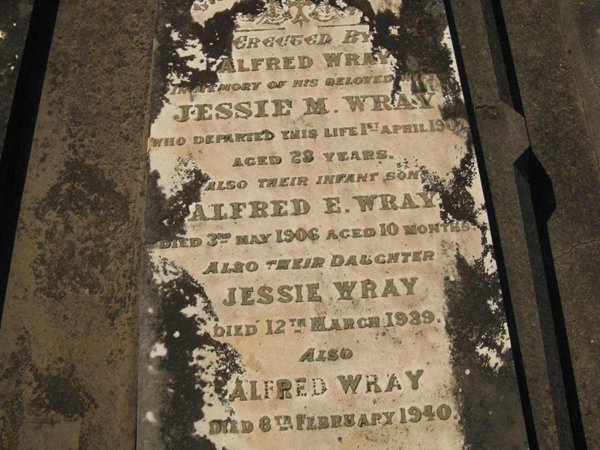 ERECTED BY
ALFRED WRAY
IN MEMORY OF HIS BELOVED
JESSIE M. WRAY
WHO DEPARTED THIS LIFE 1ST APRIL
AGED 28 YEARS.
ALSO THEIR INFANT SON
ALFRED E. WRAY
DIED 3RD MAY 1906 AGED 10 MONTHS.
ALSO THEIR DAUGHTER
JESSIE WRAY
DIED 12TH MARCH 1939.
ALSO
ALFRED WRAY
DIED 8TH FEBRUARY 1940.